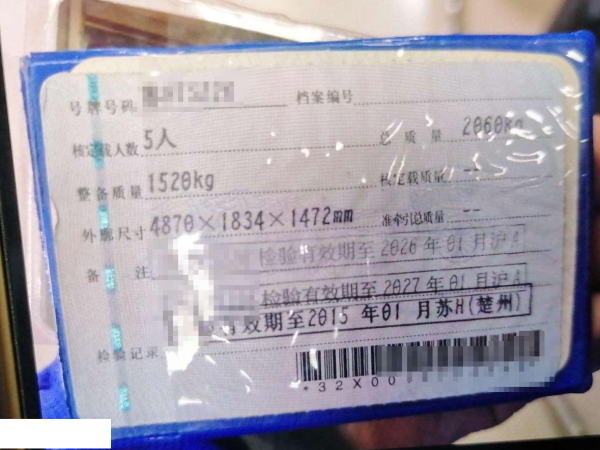 号牌号码 档案编号
核定载人数 5人 总质量 2060kg
整备质量 1520kg 核定载质量 --
外廓尺寸 4870×1834×1472mm 准牵引总质量 --
备注 检验有效期至2026年01月沪A
检验有效期至2027年01月沪A
有效期至2015年01月苏H(楚州)
检验记录
*32X00